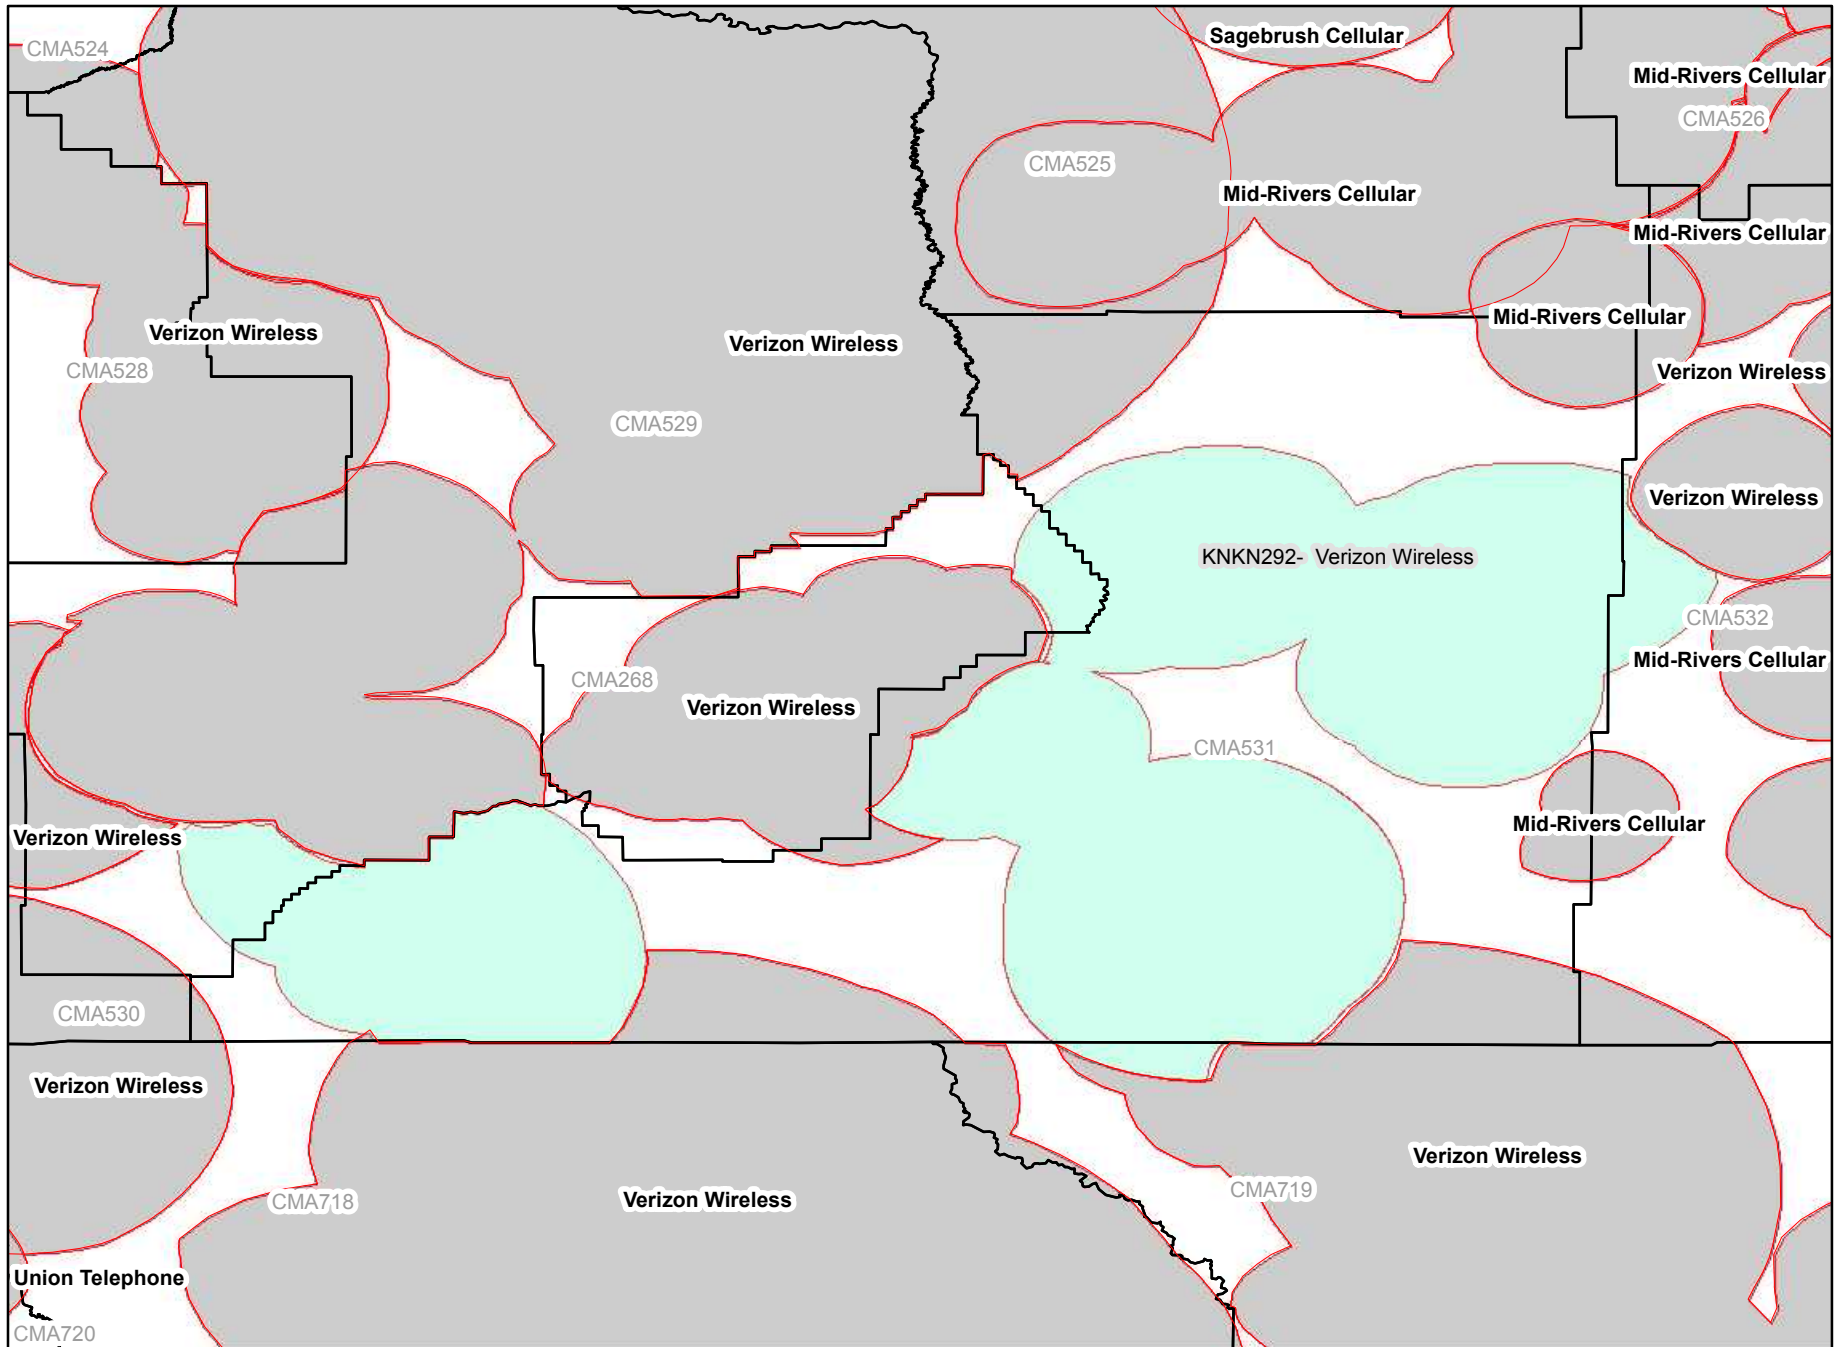 Sagebrush Cellular
CMA524
Mid-Rivers Cellular
CMA526
CMA525
Mid-Rivers Cellular
Mid-Rivers Cellular
Mid-Rivers Cellular
Verizon Wireless
Verizon Wireless
CMA528
Verizon Wireless
CMA529
Verizon Wireless
KNKN292- Verizon Wireless
CMA532
Mid-Rivers Cellular
CMA268
Verizon Wireless
CMA531
Mid-Rivers Cellular
Verizon Wireless
CMA530
Verizon Wireless
Verizon Wireless
CMA718
Verizon Wireless
CMA719
Union Telephone
CMA720